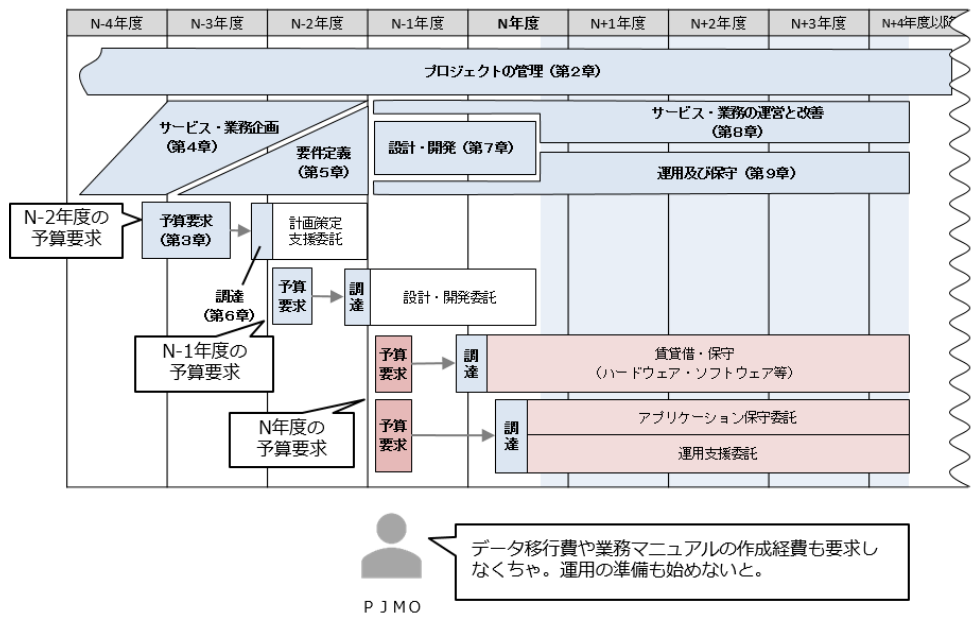 N-4年度
N-3年度
N-2年度
N-1年度
N年度
N+1年度
N+2年度
N+3年度
N+4年度以降
プロジェクトの管理（第2章）
サービス・業務企画
（第4章）
要件定義
（第5章）
設計・開発（第7章）
サービス・業務の運営と改善
（第8章）
運用及び保守（第9章）
N-2年度の
予算要求
予算要求
（第3章）
計画策定
支援委託
調達
（第6章）
予算
要求
調
達
設計・開発委託
N-1年度の
予算要求
予算
要求
調
達
賃貸借・保守
（ハードウェア・ソフトウェア等）
N年度の
予算要求
予算
要求
調
達
アプリケーション保守委託
運用支援委託
データ移行費や業務マニュアルの作成経費も要求し
なくちゃ。運用の準備も始めないと。
ＰＪＭＯ